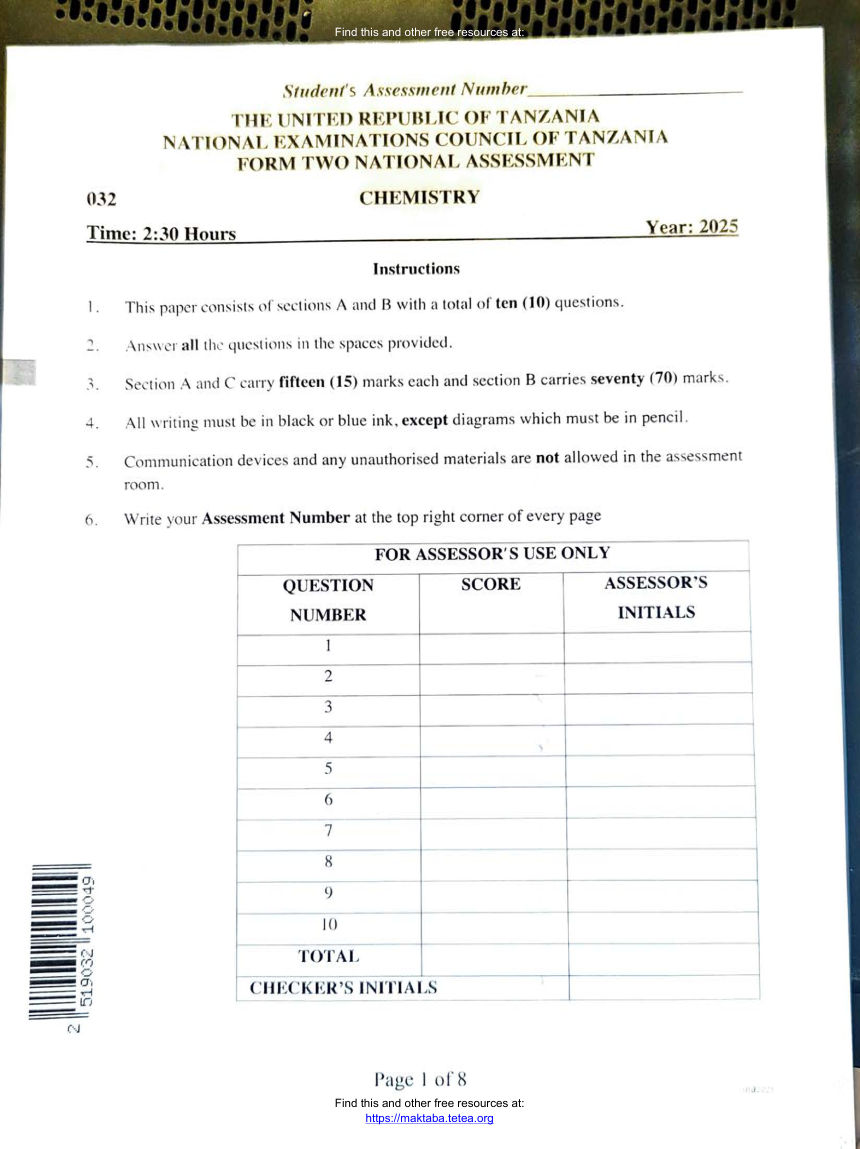 Find this and other free resources at:
Student's Assessment Number
THE UNITED REPUBLIC OF TANZANIA
NATIONAL EXAMINATIONS COUNCIL OF TANZANIA
FORM TWO NATIONAL ASSESSMENT
032 CHEMISTRY
Time: 2:30 Hours Year: 2025
Instructions
1. This paper consists of sections A and B with a total of ten (10) questions.
2. Answer all the questions in the spaces provided.
3. Section A and C carry fifteen (15) marks each and section B carries seventy (70) marks.
4. All writing must be in black or blue ink, except diagrams which must be in pencil.
5. Communication devices and any unauthorised materials are not allowed in the assessment
room.
6. Write your Assessment Number at the top right corner of every page
FOR ASSESSOR'S USE ONLY
QUESTION NUMBER SCORE ASSESSOR'S INITIALS
1
2
3
4
5
6
7
8
9
10
TOTAL
CHECKER'S INITIALS
2 519032 100049
Page 1 of 8
Find this and other free resources at:
https://maktaba.tetea.org